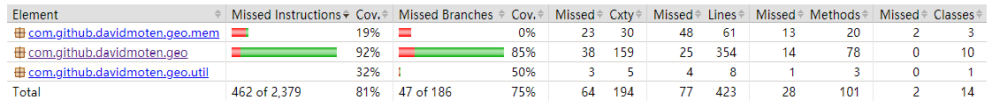 Element Missed Instructions Cov. Missed Branches Cov. Missed Cxty Missed Lines Missed Methods Missed Classes
com.github.davidmoten.geo.mem 19% 0% 23 30 48 61 13 20 2 3
com.github.davidmoten.geo 92% 85% 38 159 25 354 14 78 0 10
com.github.davidmoten.geo.util 32% 50% 3 5 4 8 1 3 0 1
Total 462 of 2,379 81% 47 of 186 75% 64 194 77 423 28 101 2 14